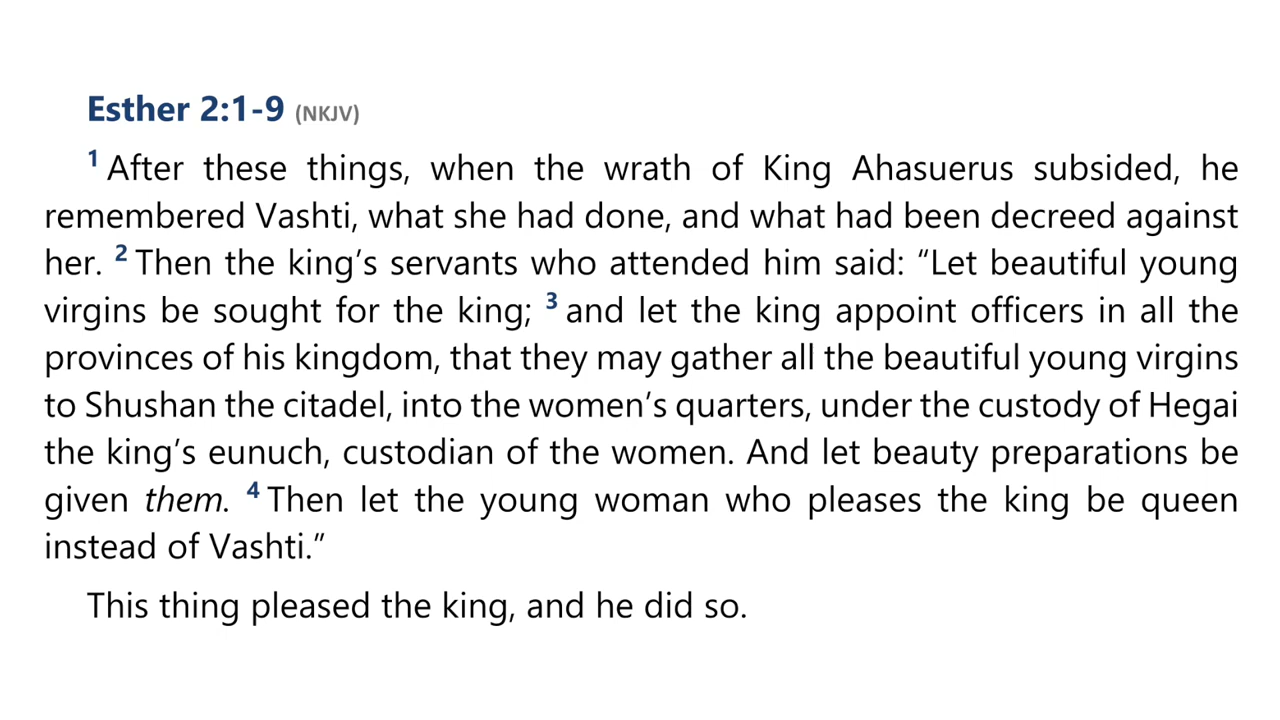 Esther 2:1-9 (NKJV)
1 After these things, when the wrath of King Ahasuerus subsided, he
remembered Vashti, what she had done, and what had been decreed against
her. 2 Then the king’s servants who attended him said: “Let beautiful young
virgins be sought for the king; 3 and let the king appoint officers in all the
provinces of his kingdom, that they may gather all the beautiful young virgins
to Shushan the citadel, into the women’s quarters, under the custody of Hegai
the king’s eunuch, custodian of the women. And let beauty preparations be
given them. 4 Then let the young woman who pleases the king be queen
instead of Vashti.”
This thing pleased the king, and he did so.